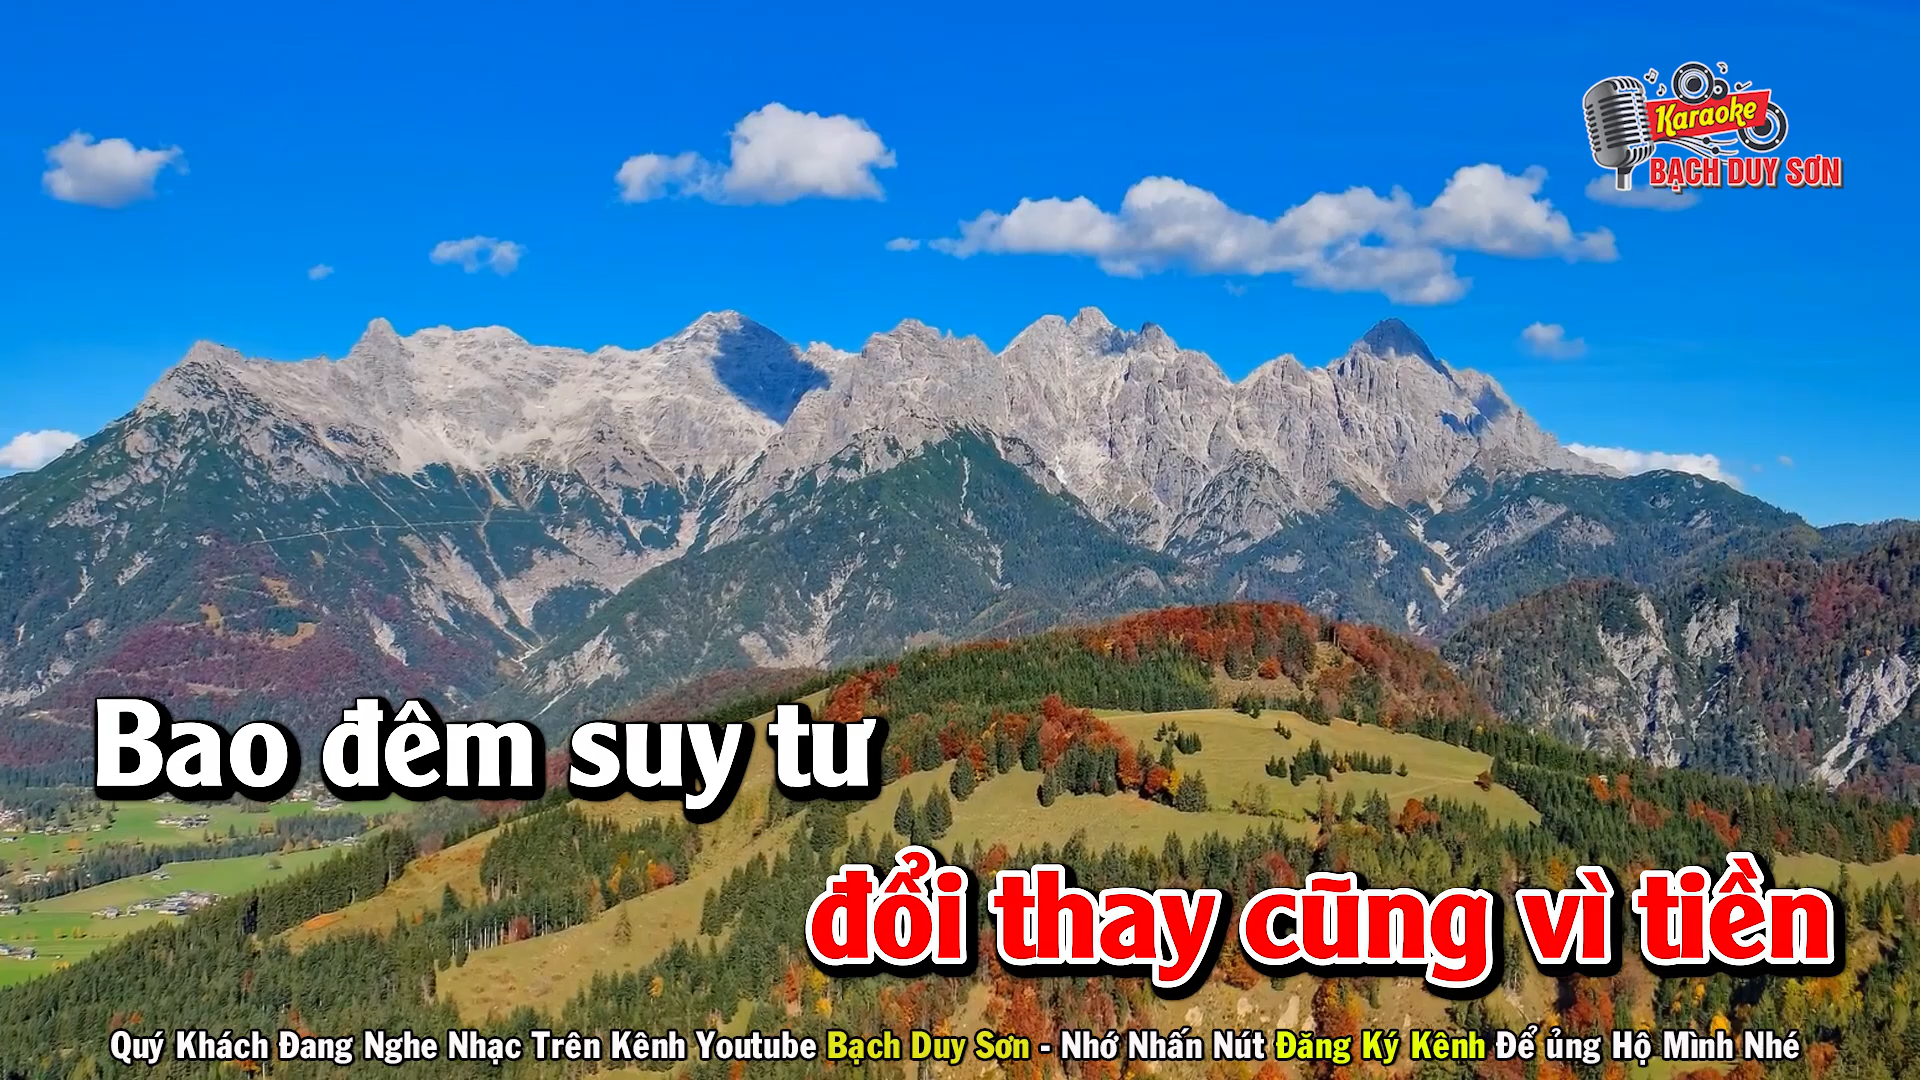 Karaoke
BẠCH DUY SƠN
Bao đêm suy tư
đổi thay cũng vì tiền
Quý Khách Đang Nghe Nhạc Trên Kênh Youtube Bạch Duy Sơn - Nhớ Nhấn Nút Đăng Ký Kênh Để ủng Hộ Mình Nhé